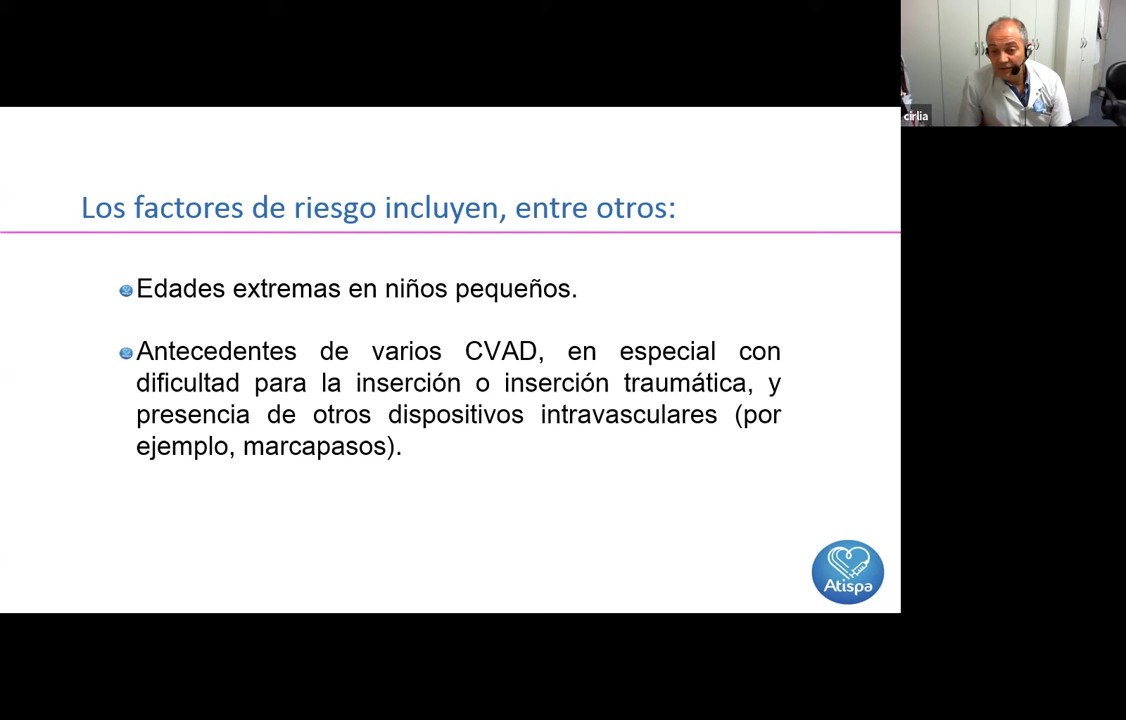 cirlia
Los factores de riesgo incluyen, entre otros:
Edades extremas en niños pequeños.
Antecedentes de varios CVAD, en especial con
dificultad para la inserción o inserción traumática, y
presencia de otros dispositivos intravasculares (por
ejemplo, marcapasos).
Atispa